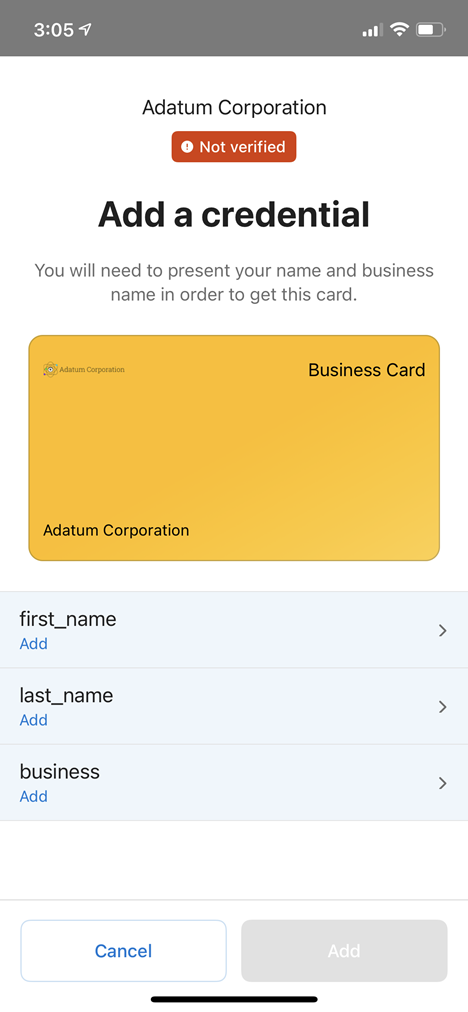 3:05
Adatum Corporation
Not verified
Add a credential
You will need to present your name and business
name in order to get this card.
Adatum Corporation
Business Card
Adatum Corporation
first_name
Add
last_name
Add
business
Add
Cancel
Add